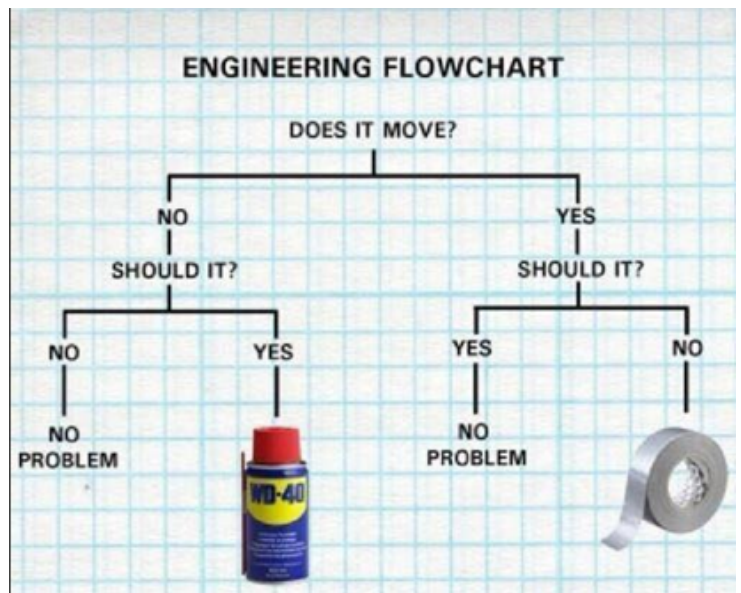 ENGINEERING FLOWCHART
DOES IT MOVE?
NO
YES
SHOULD IT?
SHOULD IT?
NO
YES
YES
NO
NO
PROBLEM
NO
PROBLEM
WD-40